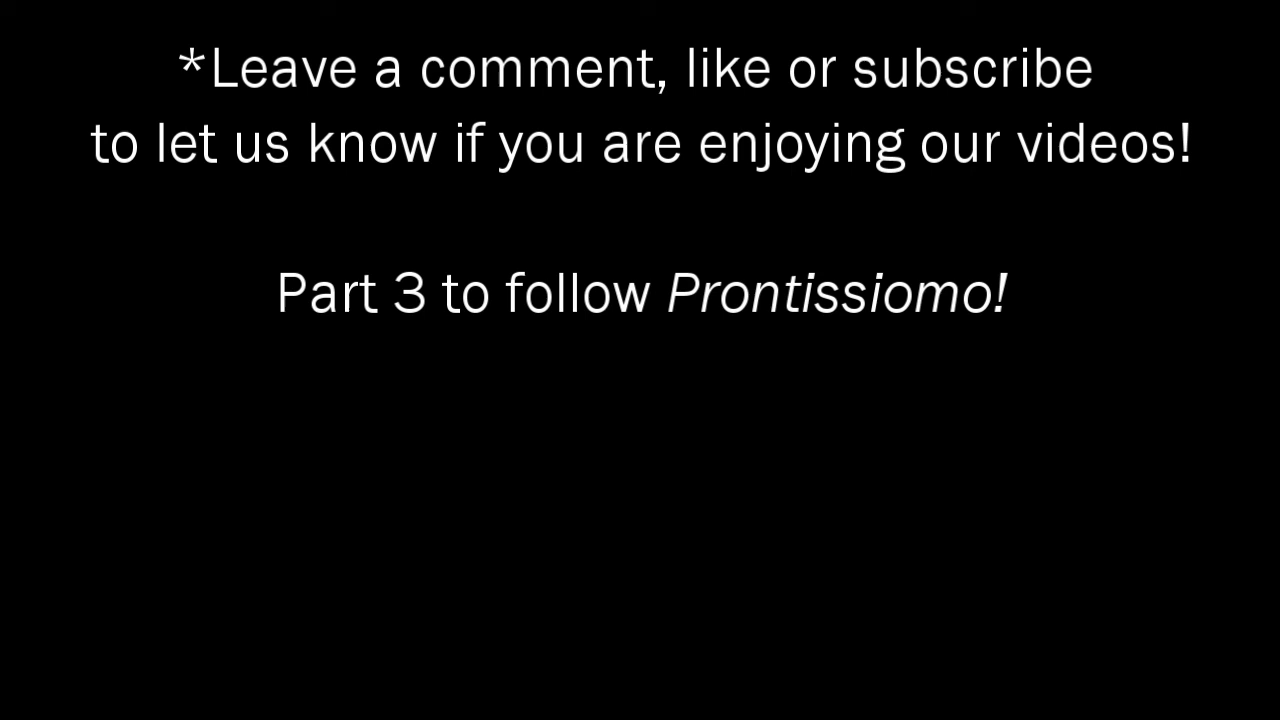 *Leave a comment, like or subscribe
to let us know if you are enjoying our videos!
Part 3 to follow Prontissiomo!